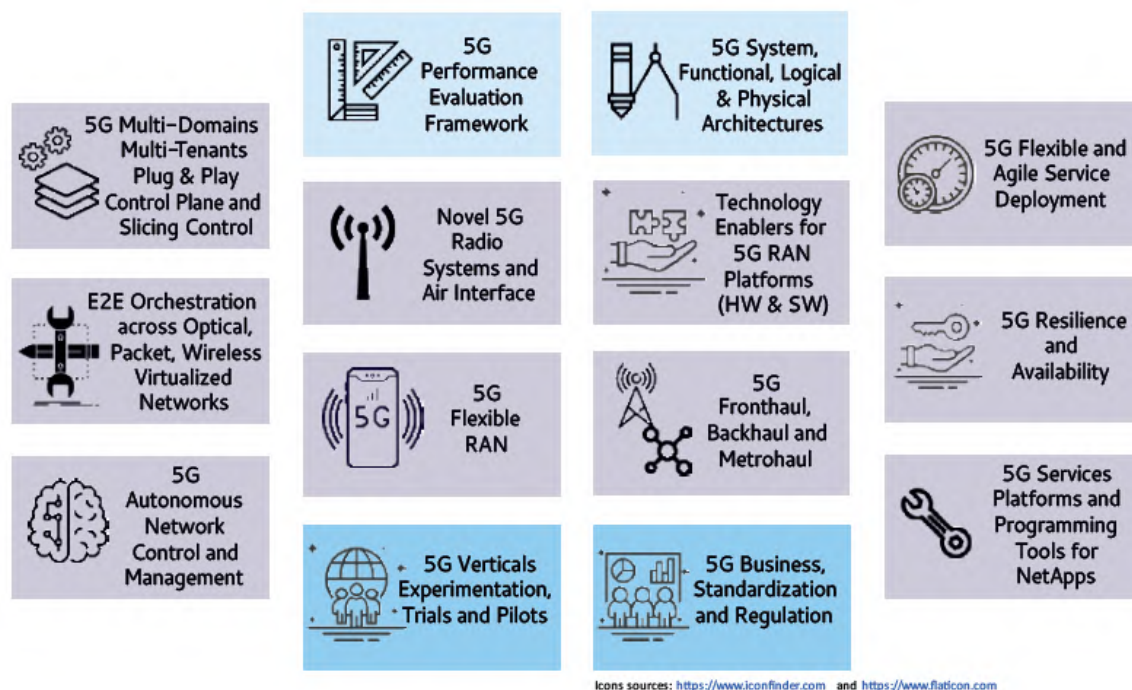 5G
Performance
Evaluation
Framework
5G System,
Functional, Logical
& Physical
Architectures
5G Multi-Domains
Multi-Tenants
Plug & Play
Control Plane and
Slicing Control
Novel 5G
Radio
Systems and
Air Interface
Technology
Enablers for
5G RAN
Platforms
(HW & SW)
5G Flexible and
Agile Service
Deployment
E2E Orchestration
across Optical,
Packet, Wireless
Virtualized
Networks
5G
5G
Flexible
RAN
5G
Fronthaul,
Backhaul and
Metrohaul
5G Resilience
and
Availability
5G
Autonomous
Network
Control and
Management
5G Verticals
Experimentation,
Trials and Pilots
5G Business,
Standardization
and Regulation
5G Services
Platforms and
Programming
Tools for
NetApps
Icons sources: https://www.iconfinder.com and https://www.flaticon.com